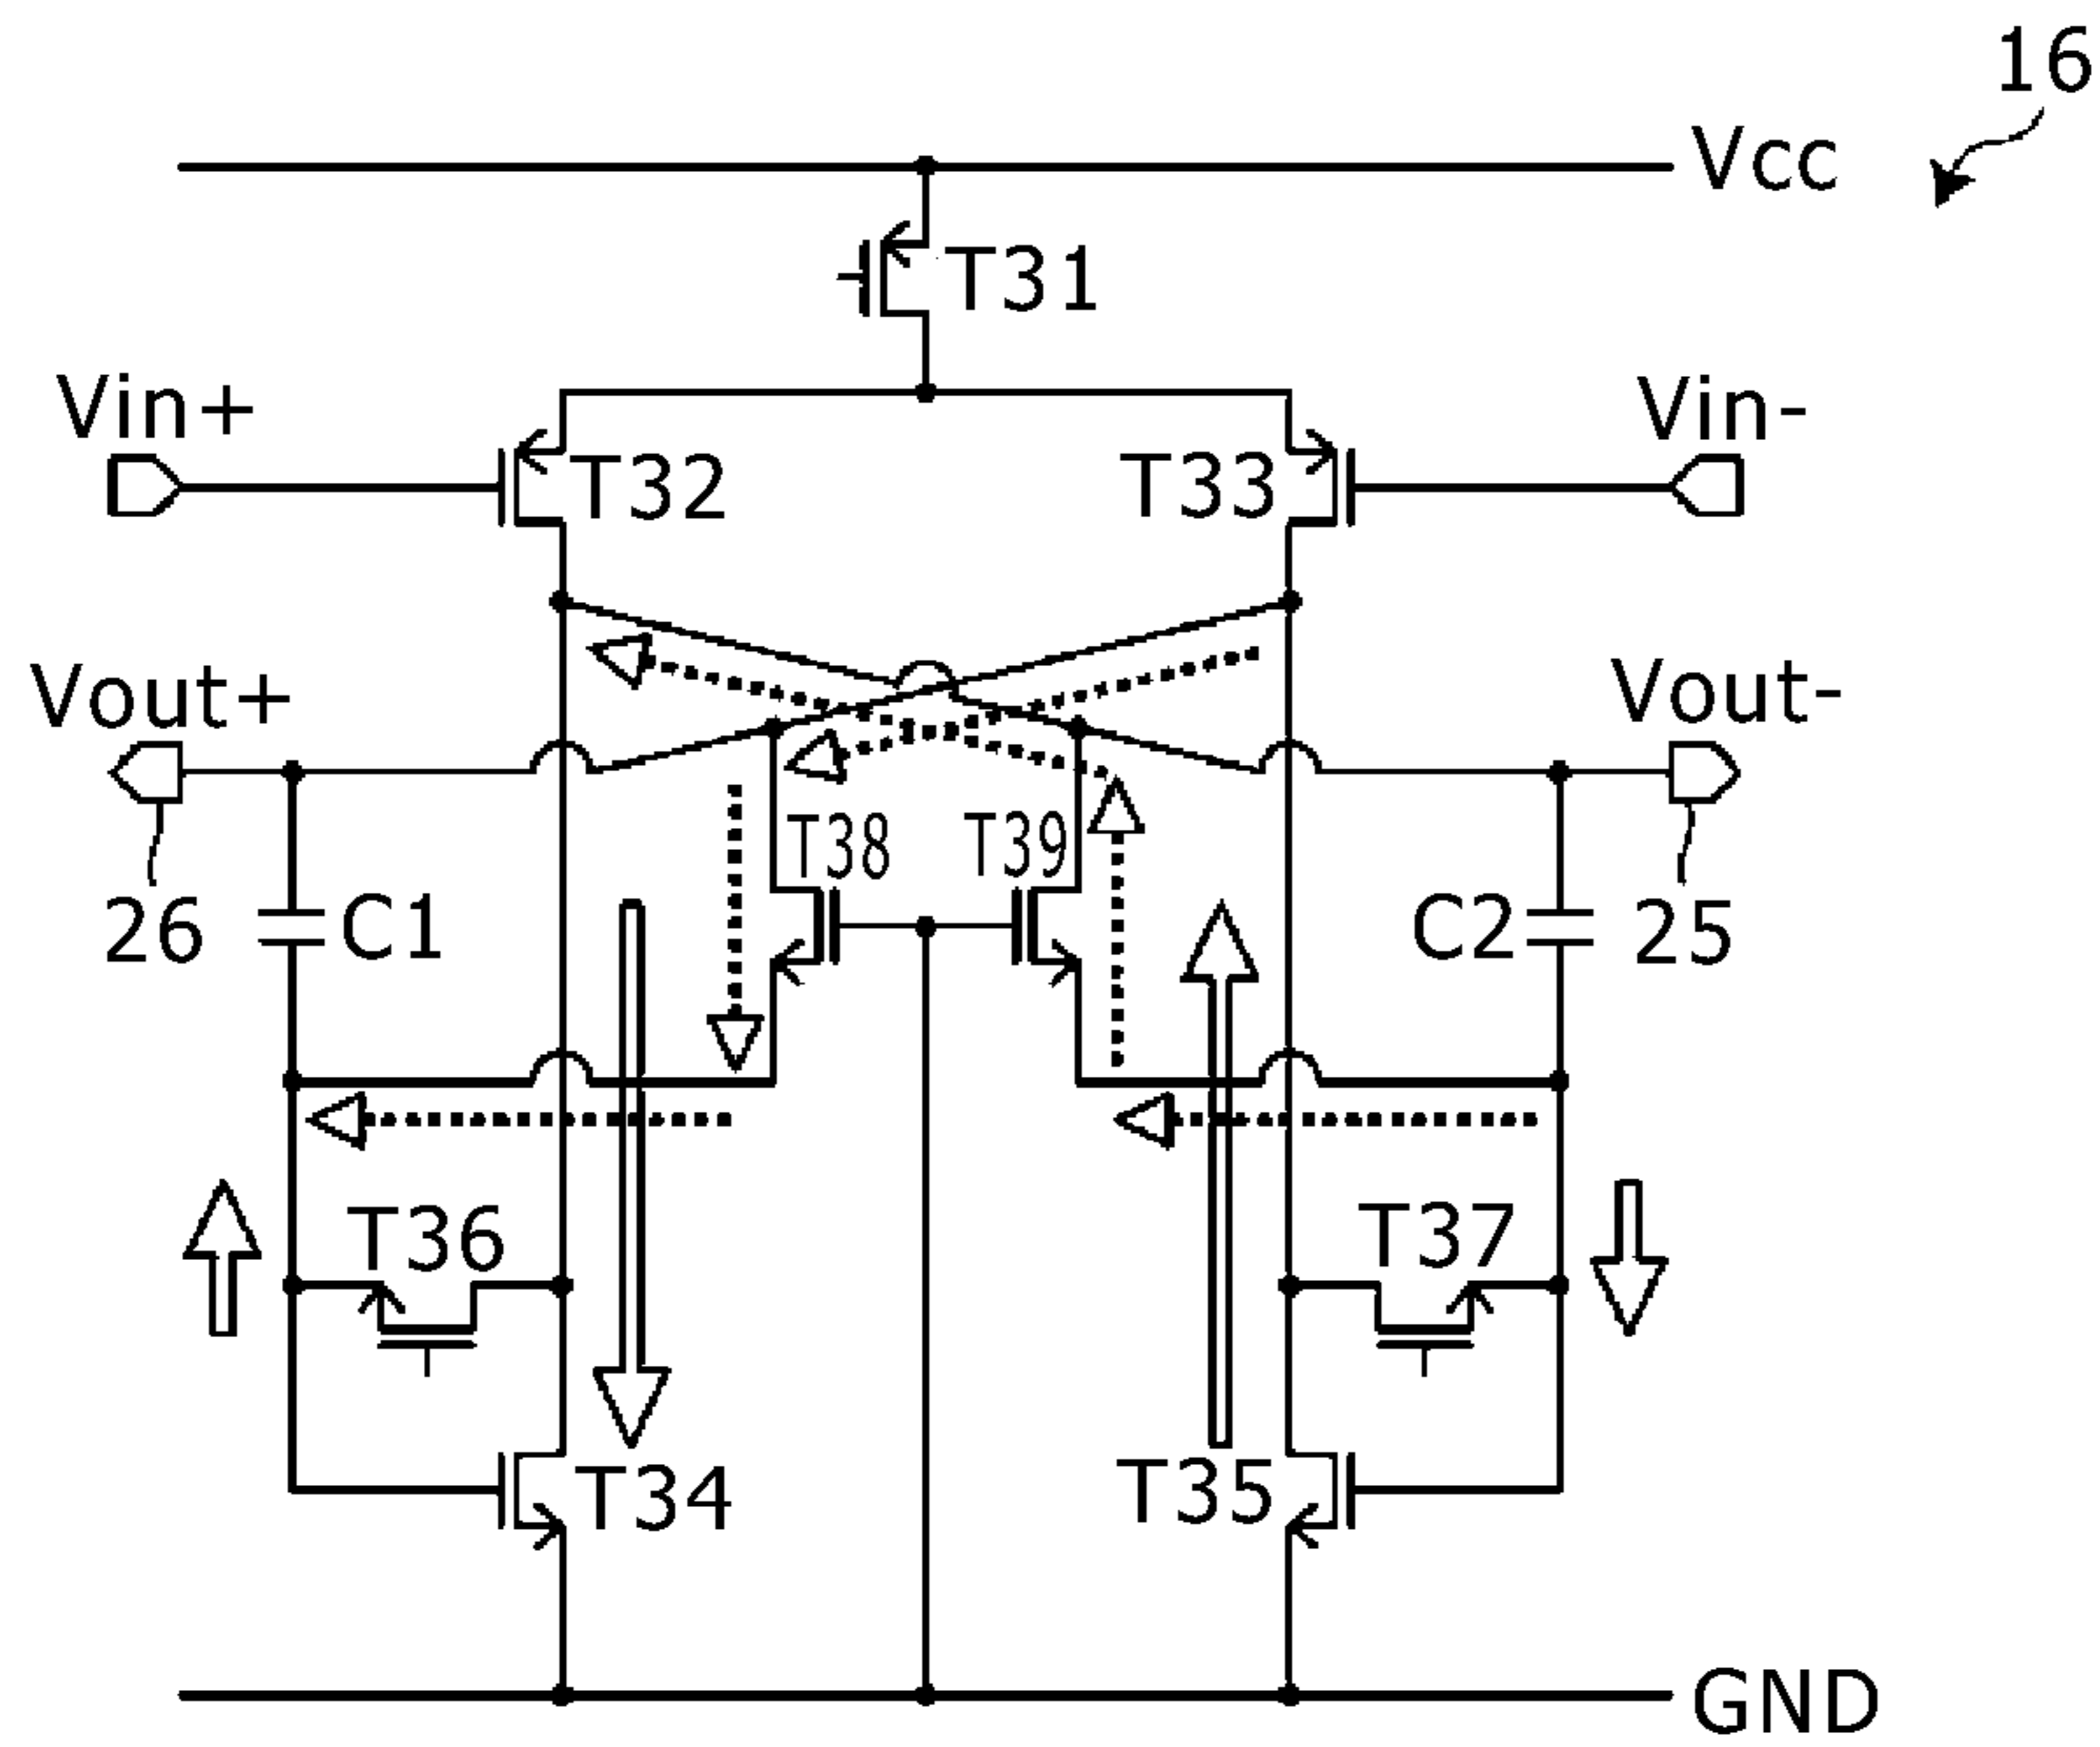 16
Vcc
T31
Vin+
Vin-
T32
T33
Vout+
Vout-
T38
T39
26
C1
C2
25
T36
T37
T34
T35
GND